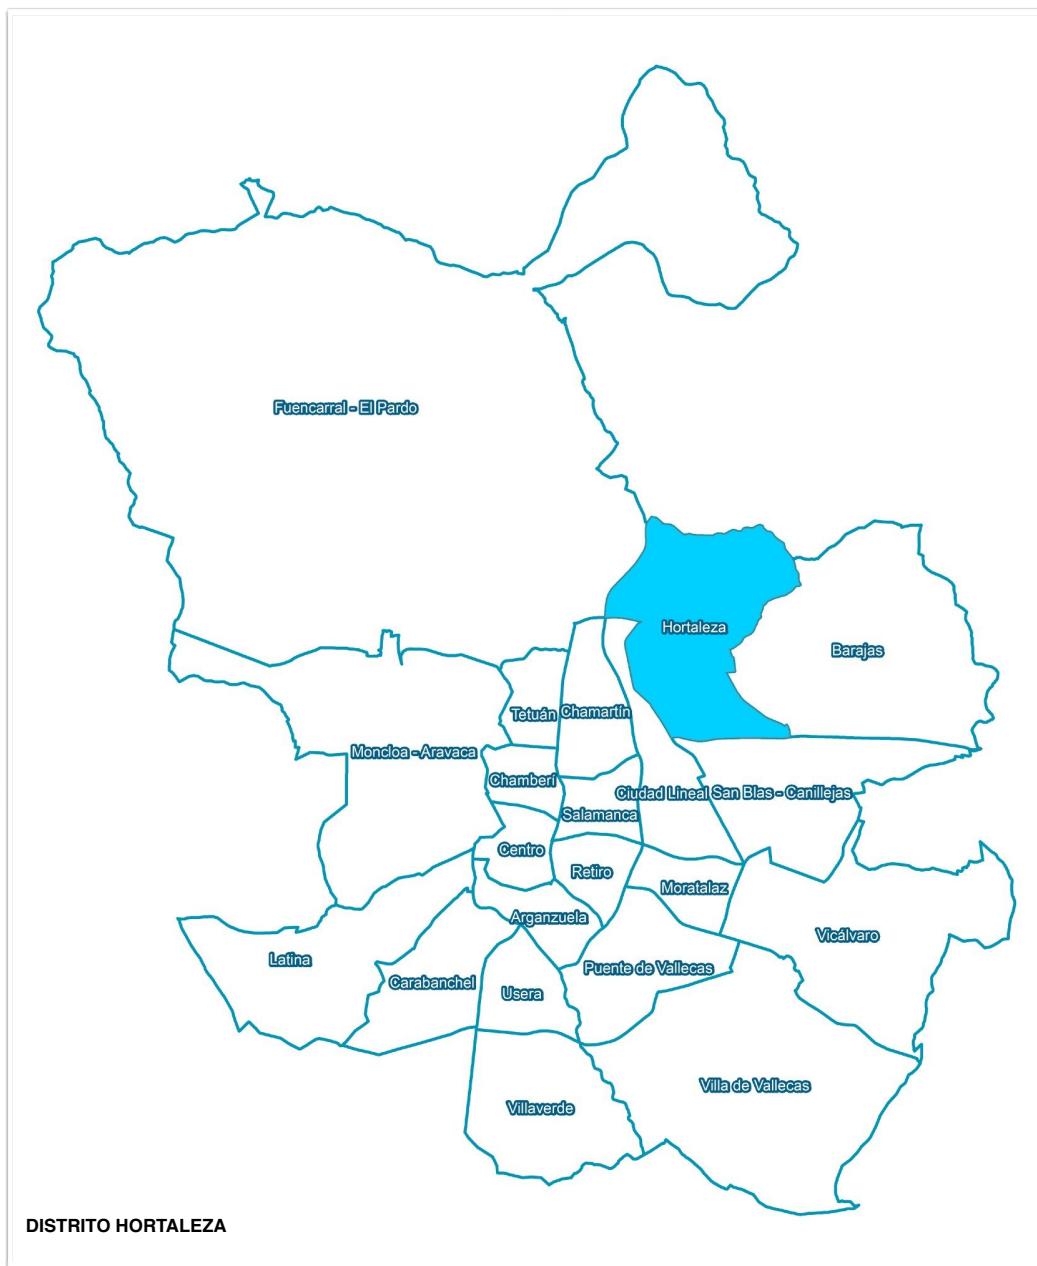 Fuencarral - El Pardo
Hortaleza
Barajas
Tetuán
Chamartín
Moncloa - Aravaca
Chamberí
Ciudad Lineal
San Blas - Canillejas
Salamanca
Centro
Retiro
Moratalaz
Arganzuela
Vicálvaro
Latina
Puente de Vallecas
Carabanchel
Usera
Villa de Vallecas
Villaverde
DISTRITO HORTALEZA